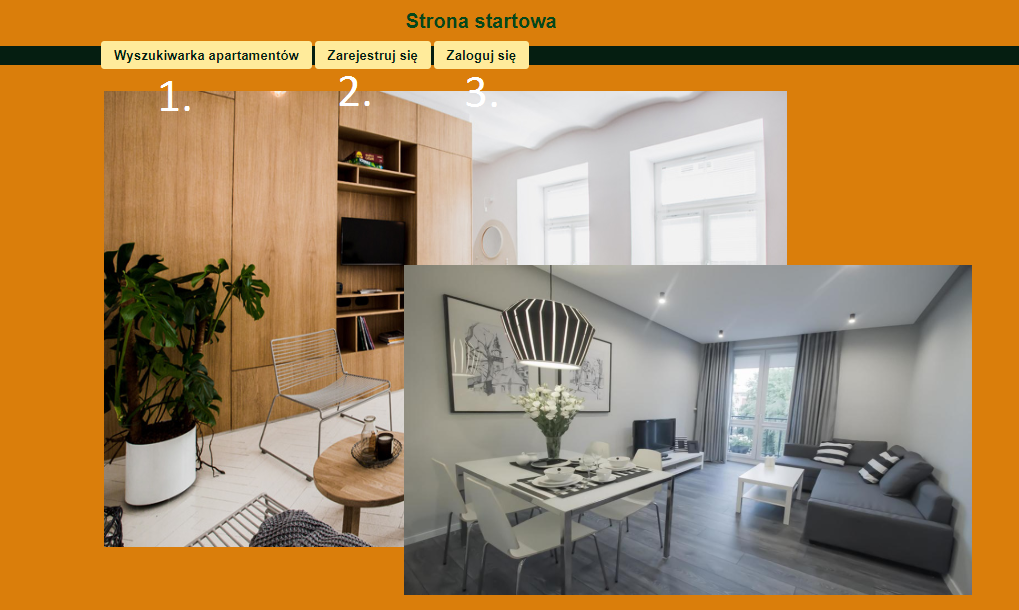 Strona startowa
Wyszukiwarka apartamentów Zarejestruj się Zaloguj się
1. 2. 3.